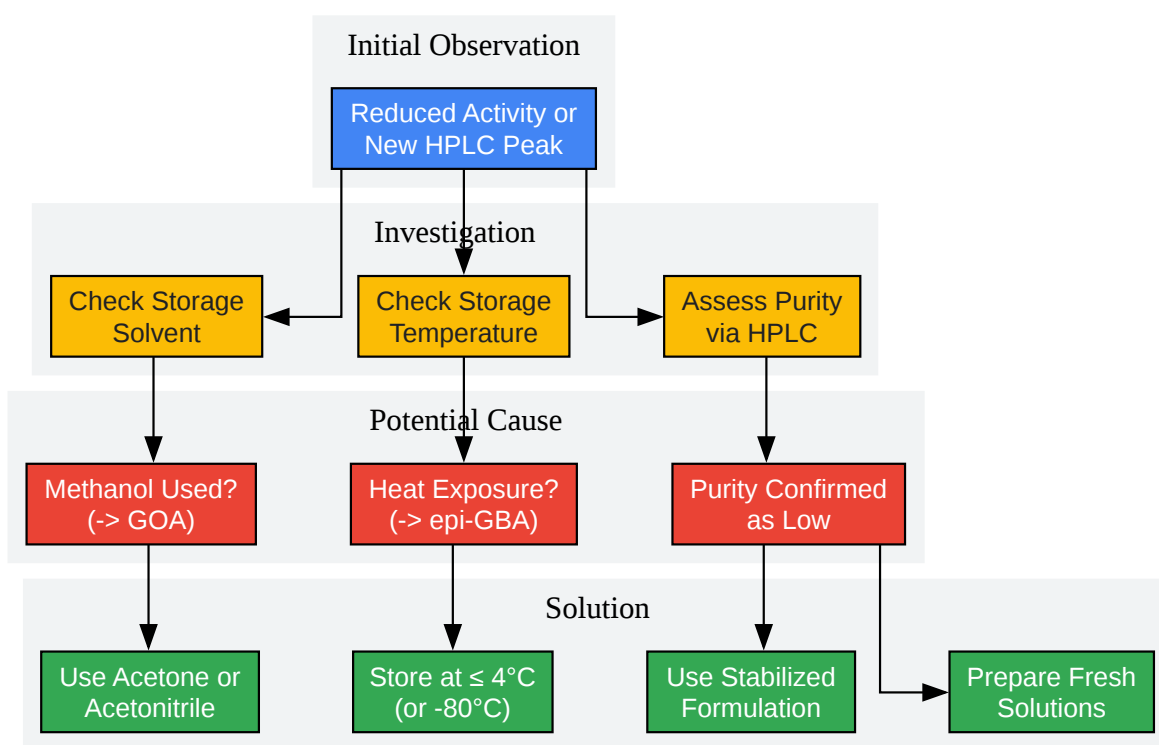 Initial Observation
Reduced Activity or
New HPLC Peak
Investigation
Check Storage
Solvent
Check Storage
Temperature
Assess Purity
via HPLC
Potential Cause
Methanol Used?
(-> GOA)
Heat Exposure?
(-> epi-GBA)
Purity Confirmed
as Low
Solution
Use Acetone or
Acetonitrile
Store at ≤ 4°C
(or -80°C)
Use Stabilized
Formulation
Prepare Fresh
Solutions